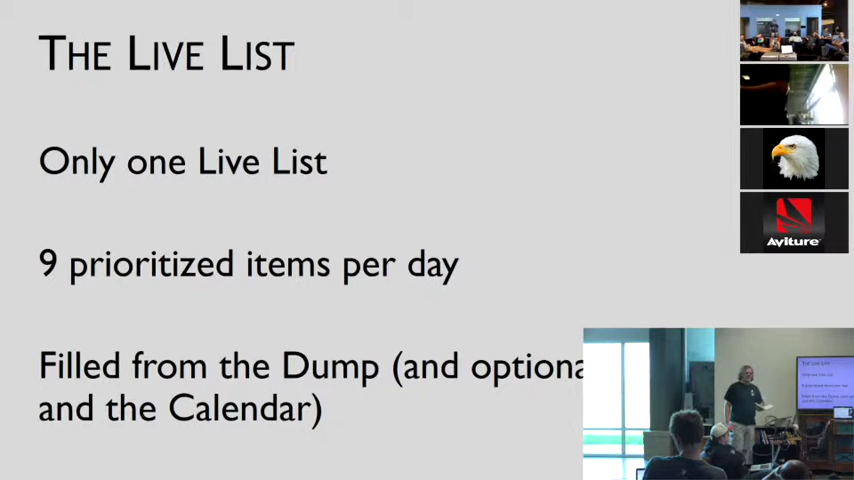 THE LIVE LIST
Only one Live List
9 prioritized items per day
Filled from the Dump (and optiona
and the Calendar)
Aviture